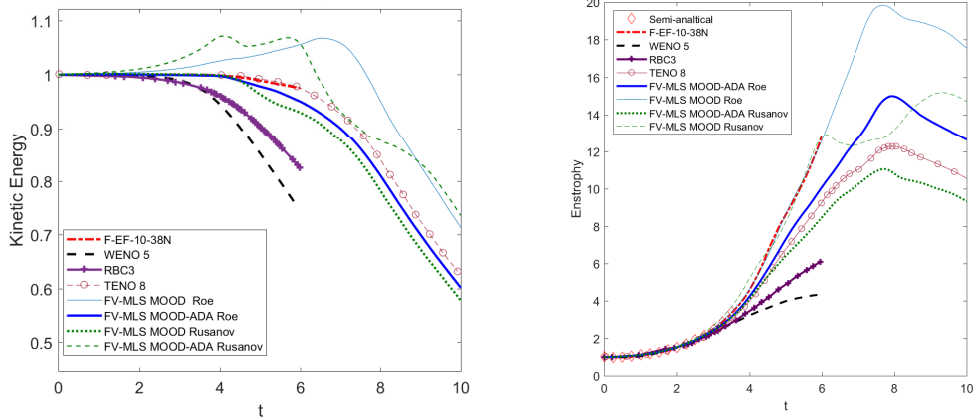 1.1
1
0.9
0.8
0.7
0.6
0.5
Kinetic Energy
F-EF-10-38N
WENO 5
RBC3
TENO 8
FV-MLS MOOD Roe
FV-MLS MOOD-ADA Roe
FV-MLS MOOD Rusanov
FV-MLS MOOD-ADA Rusanov
0 2 4 6 8 10
t
20
18
16
14
12
10
8
6
4
2
0
Enstrophy
Semi-analtical
F-EF-10-38N
WENO 5
RBC3
TENO 8
FV-MLS MOOD-ADA Roe
FV-MLS MOOD Roe
FV-MLS MOOD-ADA Rusanov
FV-MLS MOOD Rusanov
0 2 4 6 8 10
t